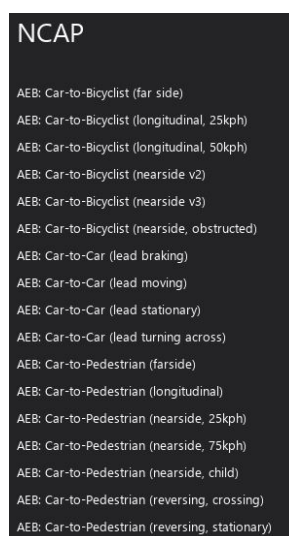 NCAP
AEB: Car-to-Bicyclist (far side)
AEB: Car-to-Bicyclist (longitudinal, 25kph)
AEB: Car-to-Bicyclist (longitudinal, 50kph)
AEB: Car-to-Bicyclist (nearside v2)
AEB: Car-to-Bicyclist (nearside v3)
AEB: Car-to-Bicyclist (nearside, obstructed)
AEB: Car-to-Car (lead braking)
AEB: Car-to-Car (lead moving)
AEB: Car-to-Car (lead stationary)
AEB: Car-to-Car (lead turning across)
AEB: Car-to-Pedestrian (farside)
AEB: Car-to-Pedestrian (longitudinal)
AEB: Car-to-Pedestrian (nearside, 25kph)
AEB: Car-to-Pedestrian (nearside, 75kph)
AEB: Car-to-Pedestrian (nearside, child)
AEB: Car-to-Pedestrian (reversing, crossing)
AEB: Car-to-Pedestrian (reversing, stationary)